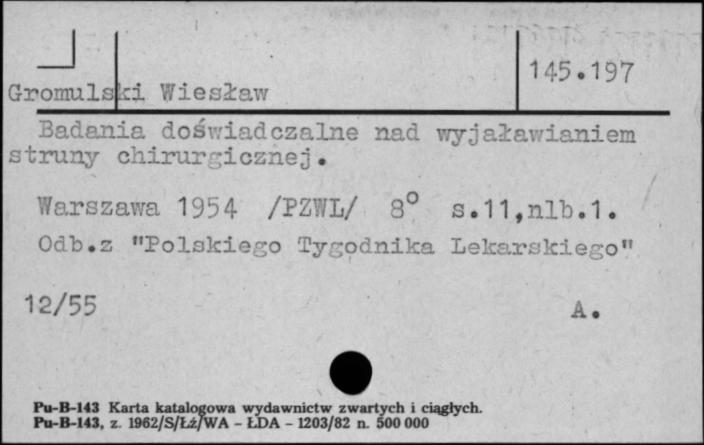 145.197
Gromulski Wiesław
Badania doświadczalne nad wyjaławianiem
struny chirurgicznej.
Warszawa 1954 /PZWL/ 8° s.11,nlb.1.
Odb.z "Polskiego Tygodnika Lekarskiego"
12/55 A.
Pu-B-143 Karta katalogowa wydawnictw zwartych i ciągłych.
Pu-B-143, z. 1962/S/Łź/WA - ŁDA - 1203/82 n. 500 000